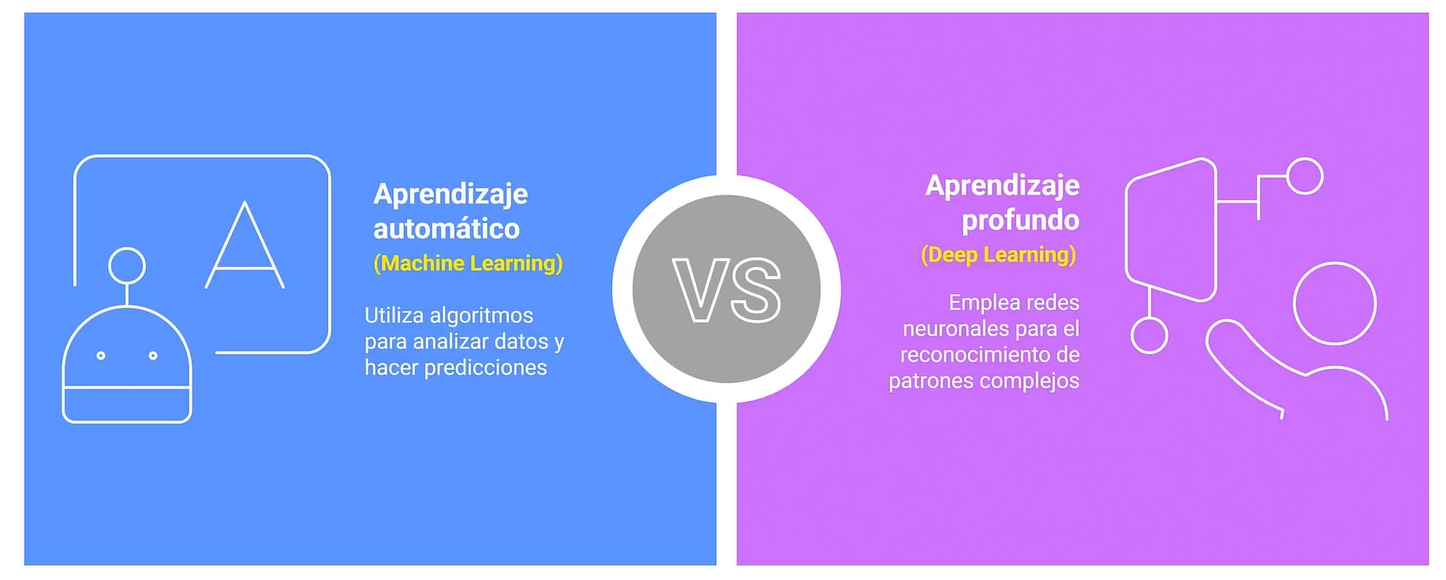 Aprendizaje
automático
(Machine Learning)
Utiliza algoritmos
para analizar datos y
hacer predicciones
A
VS
Aprendizaje
profundo
(Deep Learning)
Emplea redes
neuronales para el
reconocimiento de
patrones complejos